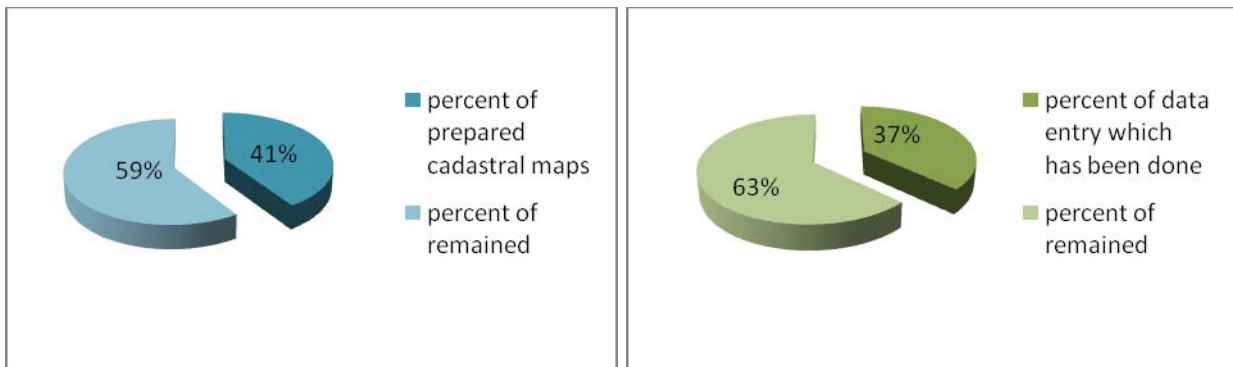 59%
41%
percent of
prepared
cadastral maps
percent of
remained
63%
37%
percent of data
entry which
has been done
percent of
remained